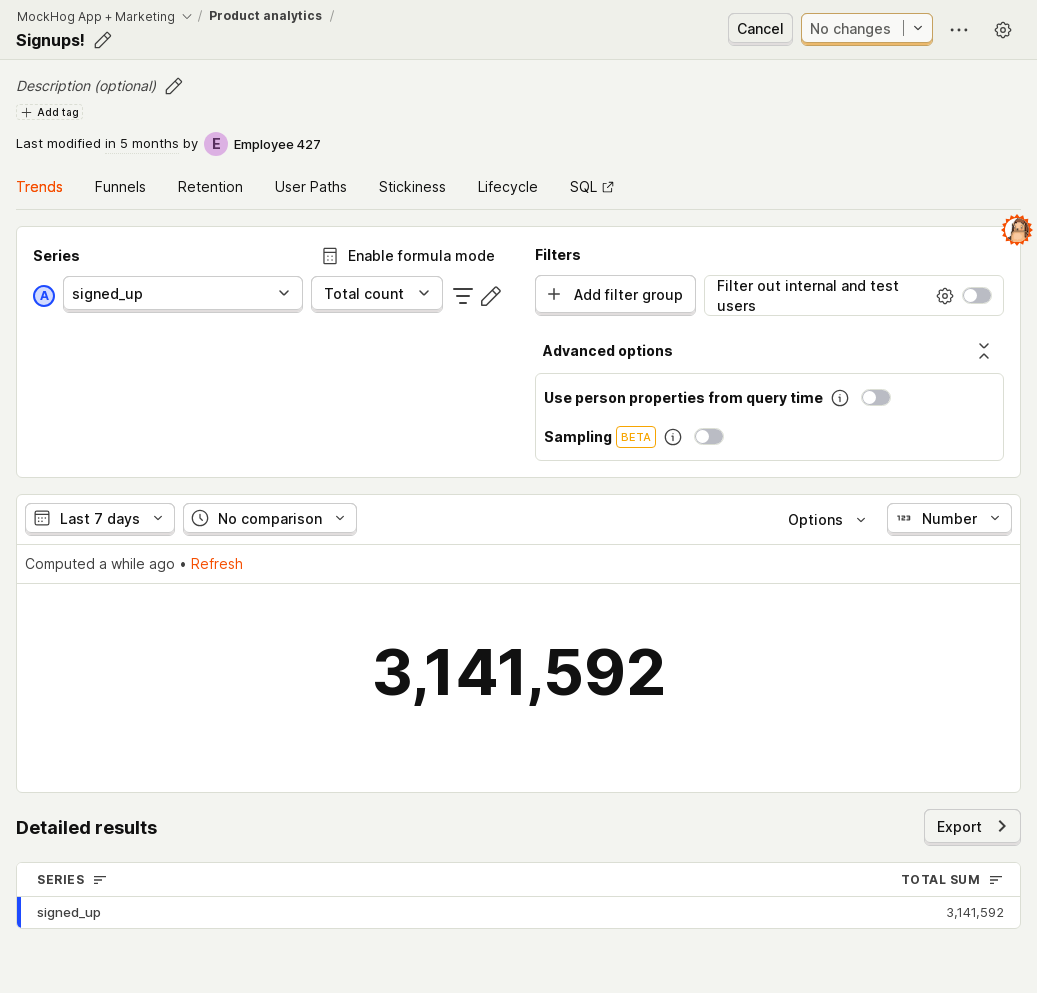 MockHog App + Marketing / Product analytics /
Signups!
Cancel
No changes
Description (optional)
Add tag
Last modified in 5 months by E Employee 427
Trends Funnels Retention User Paths Stickiness Lifecycle SQL
Series
Enable formula mode
A signed_up Total count
Filters
Add filter group
Filter out internal and test
users
Advanced options
Use person properties from query time
Sampling BETA
Last 7 days No comparison Options 123 Number
Computed a while ago • Refresh
3,141,592
Detailed results
Export
SERIES TOTAL SUM
signed_up 3,141,592